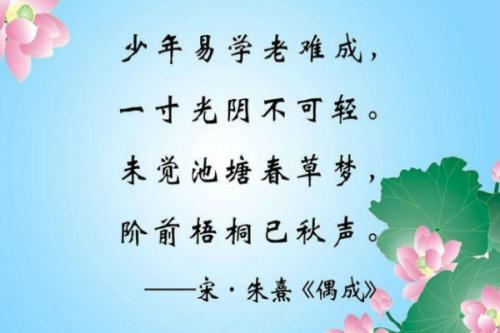 少年易学老难成，
一寸光阴不可轻。
未觉池塘春草梦，
阶前梧桐已秋声。
——宋·朱熹《偶成》